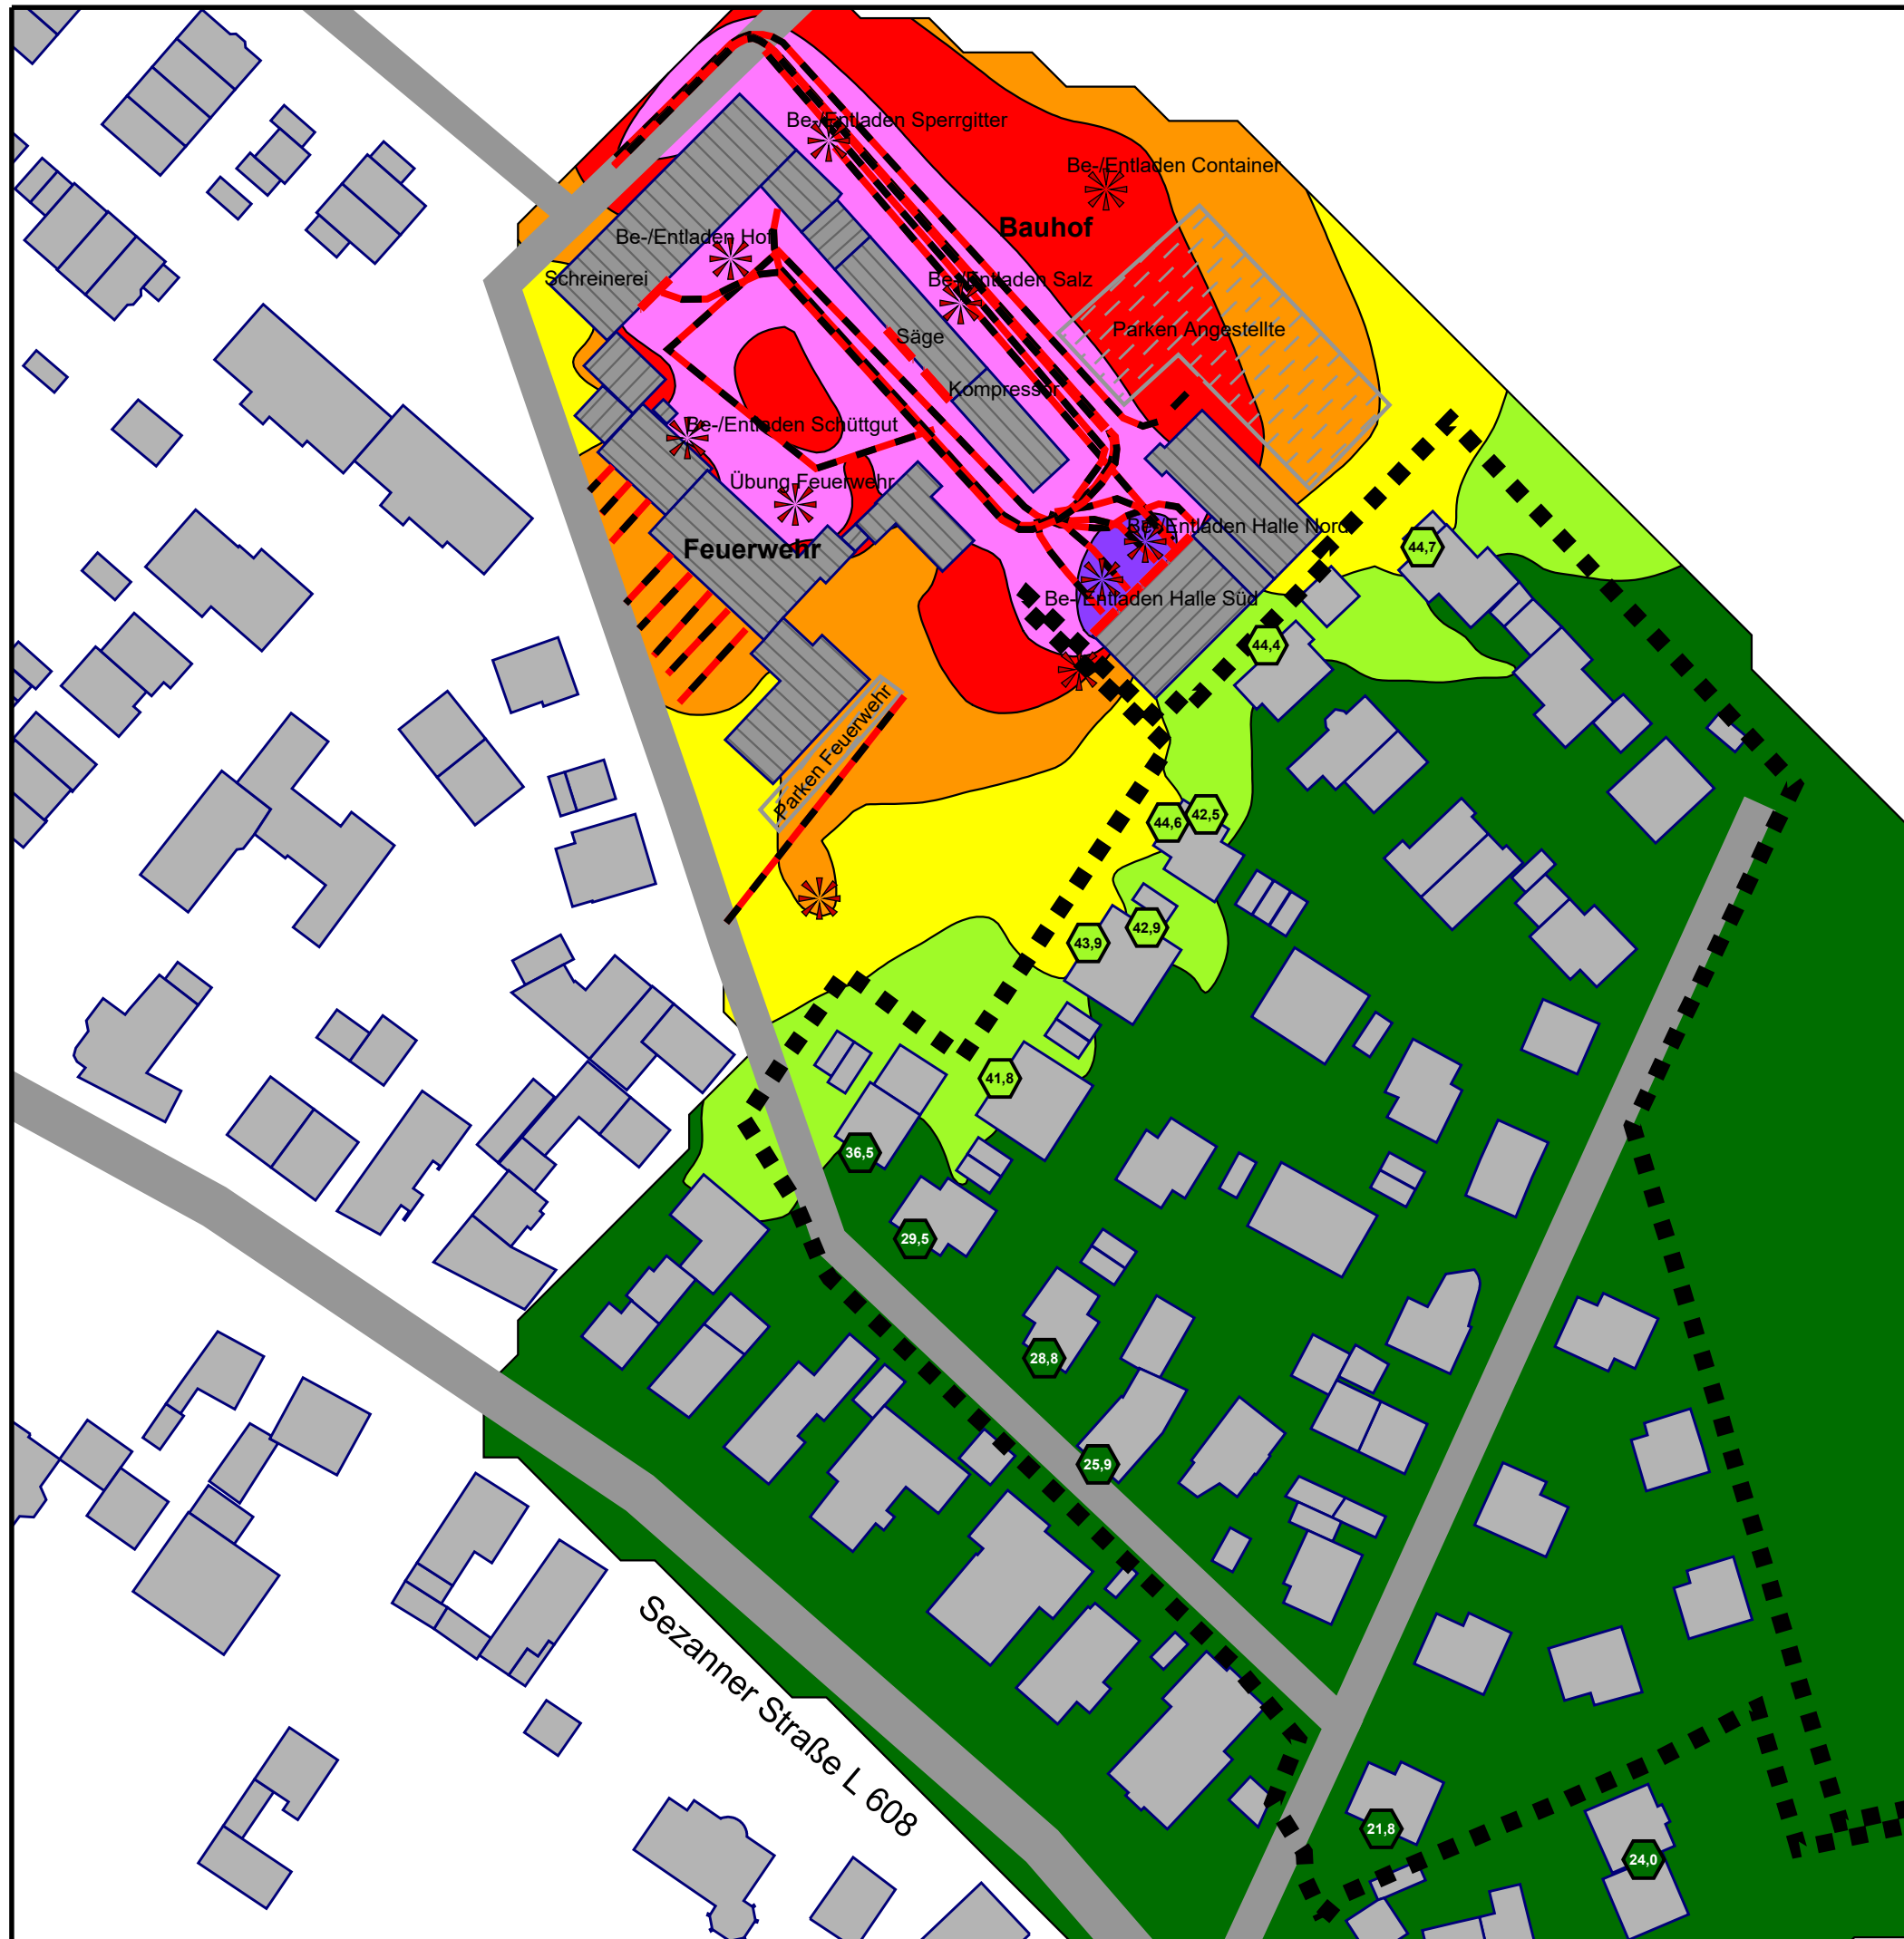 Be-/Entladen Sperrgitter
Be-/Entladen Container
Bauhof
Be-/Entladen Hof
Schreinerei
Be-/Entladen Salz
Parken Angestellte
Säge
Kompressor
Be-/Entladen Schüttgut
Übung Feuerwehr
Be-/Entladen Halle Nord
Feuerwehr
44,7
Be-/Entladen Halle Süd
44,4
Parken Feuerwehr
44,6
42,5
42,9
43,9
41,8
36,5
29,5
28,8
25,9
Sezanner Straße L 608
21,8
24,0